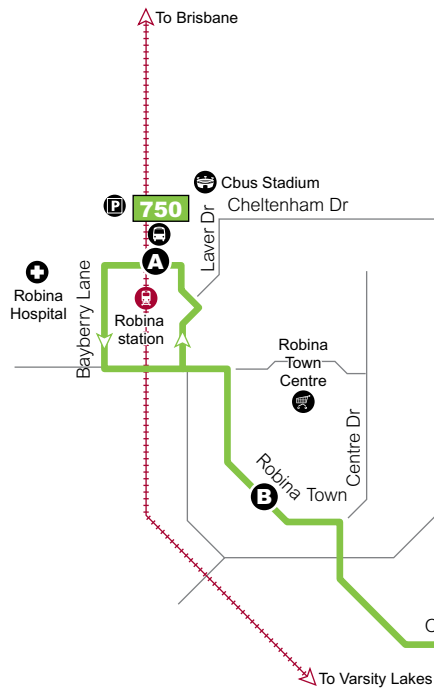 To Brisbane
Cbus Stadium
P
750
Cheltenham Dr
Laver Dr
A
Bayberry Lane
Robina
Hospital
Robina
station
Robina
Town
Centre
Robina Town
Centre Dr
B
To Varsity Lakes